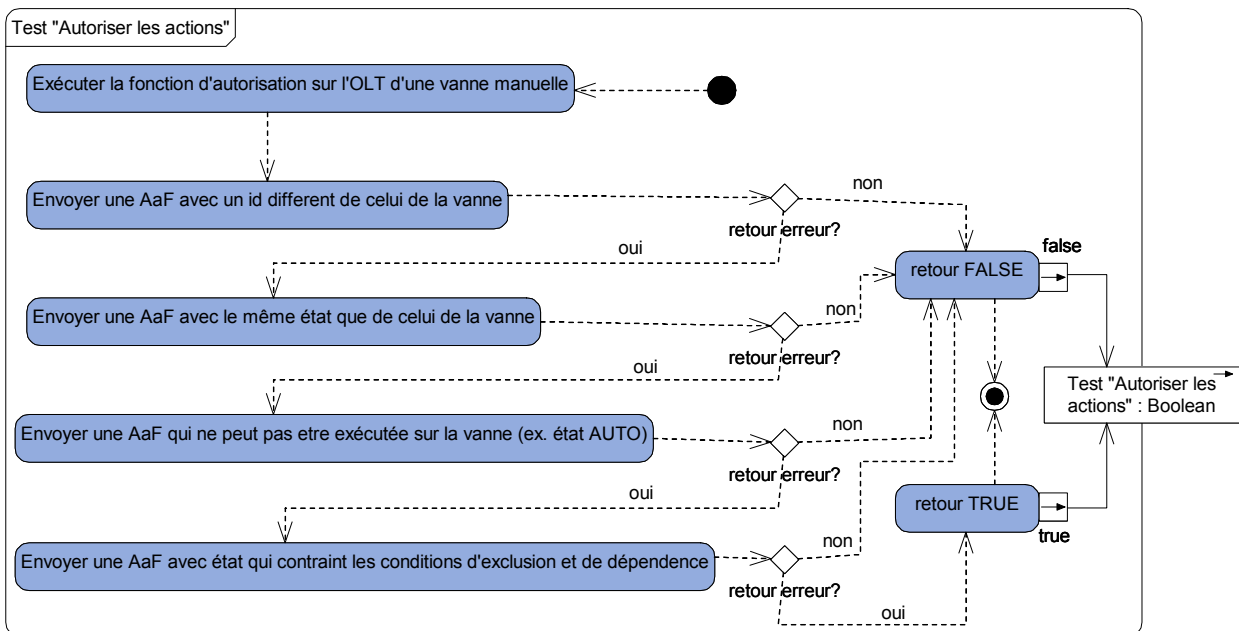 Test "Autoriser les actions"
Exécuter la fonction d'autorisation sur l'OLT d'une vanne manuelle
Envoyer une AaF avec un id different de celui de la vanne
non
retour erreur?
oui
false
retour FALSE
Envoyer une AaF avec le même état que de celui de la vanne
non
retour erreur?
oui
Test "Autoriser les
actions" : Boolean
Envoyer une AaF qui ne peut pas etre exécutée sur la vanne (ex. état AUTO)
non
retour erreur?
oui
retour TRUE
true
Envoyer une AaF avec état qui contraint les conditions d'exclusion et de dépendence
non
retour erreur?
oui